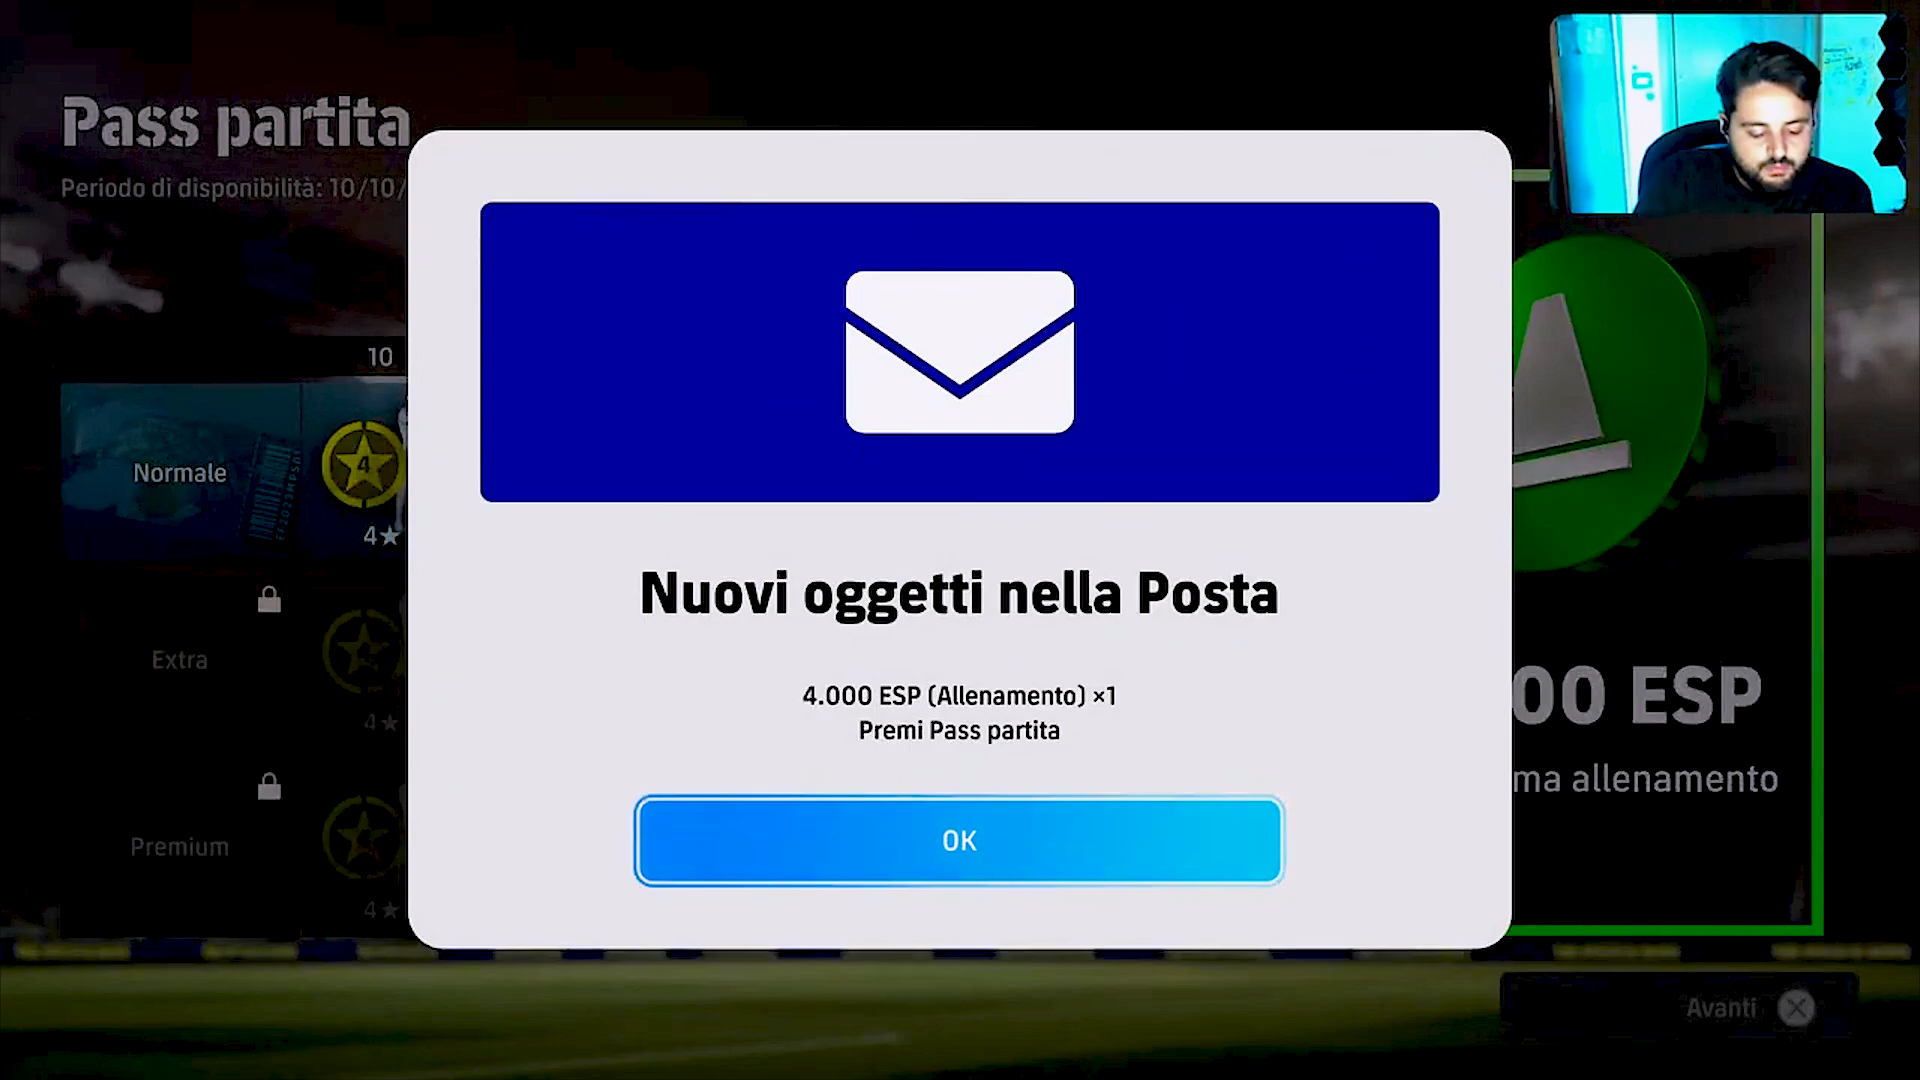 Pass partita
Periodo di disponibilità: 10/10/
10
Normale
4
4★
Extra
4★
Premium
4★
Nuovi oggetti nella Posta
4.000 ESP (Allenamento) ×1
Premi Pass partita
OK
00 ESP
ma allenamento
Avanti